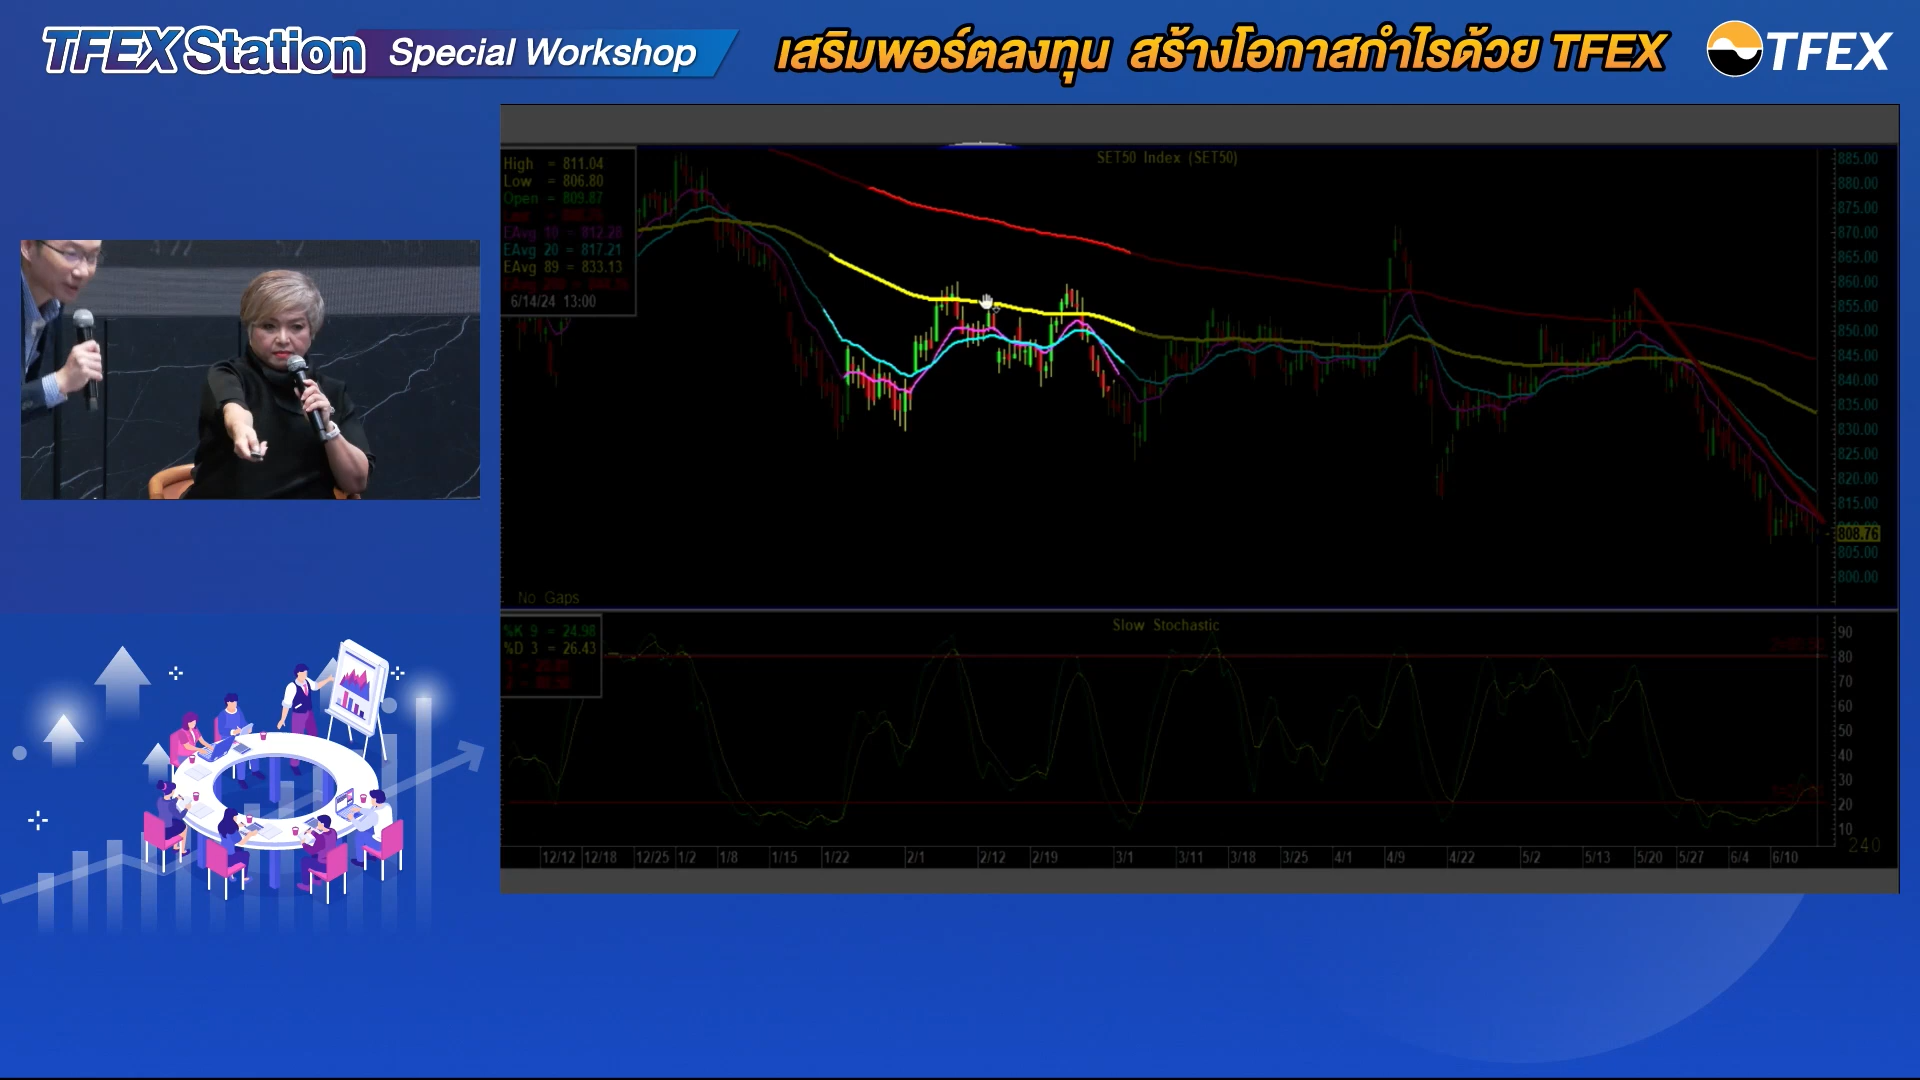 TFEX Station Special Workshop เสริมพอร์ตลงทุน สร้างโอกาสกำไรด้วย TFEX TFEX
SET50 Index (SET50)
High = 811.04
Low = 806.80
Open = 809.87
EAvg 10 = 812.28
EAvg 20 = 817.21
EAvg 89 = 833.13
6/14/24 13:00
885.00
880.00
875.00
870.00
865.00
860.00
855.00
850.00
845.00
840.00
835.00
830.00
825.00
820.00
815.00
808.76
805.00
800.00
No Gaps
Slow Stochastic
%K 9 = 24.98
%D 3 = 26.43
90
80
70
60
50
40
30
20
10
240
12/12 12/18 12/25 1/2 1/8 1/15 1/22 2/1 2/12 2/19 3/1 3/11 3/18 3/25 4/1 4/9 4/22 5/2 5/13 5/20 5/27 6/4 6/10